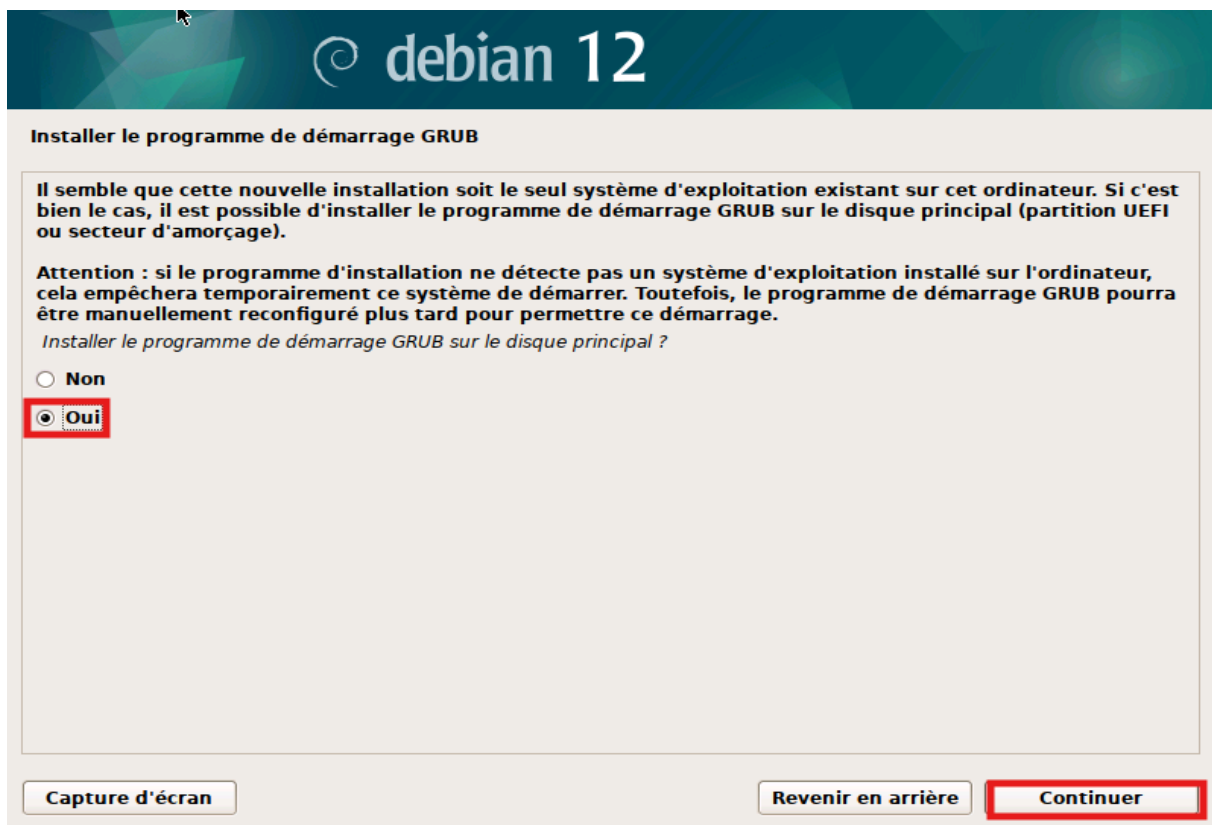 debian 12
Installer le programme de démarrage GRUB
Il semble que cette nouvelle installation soit le seul système d'exploitation existant sur cet ordinateur. Si c'est
bien le cas, il est possible d'installer le programme de démarrage GRUB sur le disque principal (partition UEFI
ou secteur d'amorçage).
Attention : si le programme d'installation ne détecte pas un système d'exploitation installé sur l'ordinateur,
cela empêchera temporairement ce système de démarrer. Toutefois, le programme de démarrage GRUB pourra
être manuellement reconfiguré plus tard pour permettre ce démarrage.
Installer le programme de démarrage GRUB sur le disque principal ?
Non
Oui
Capture d'écran
Revenir en arrière
Continuer